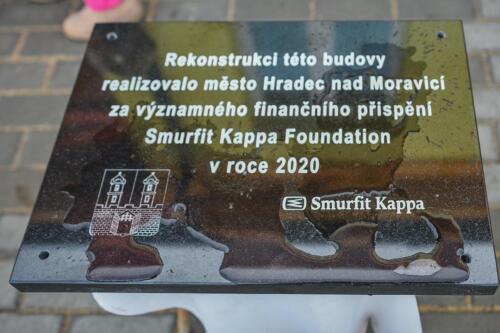 Rekonstrukci této budovy
realizovalo město Hradec nad Moravicí
za významného finančního přispění
Smurfit Kappa Foundation
v roce 2020
Smurfit Kappa